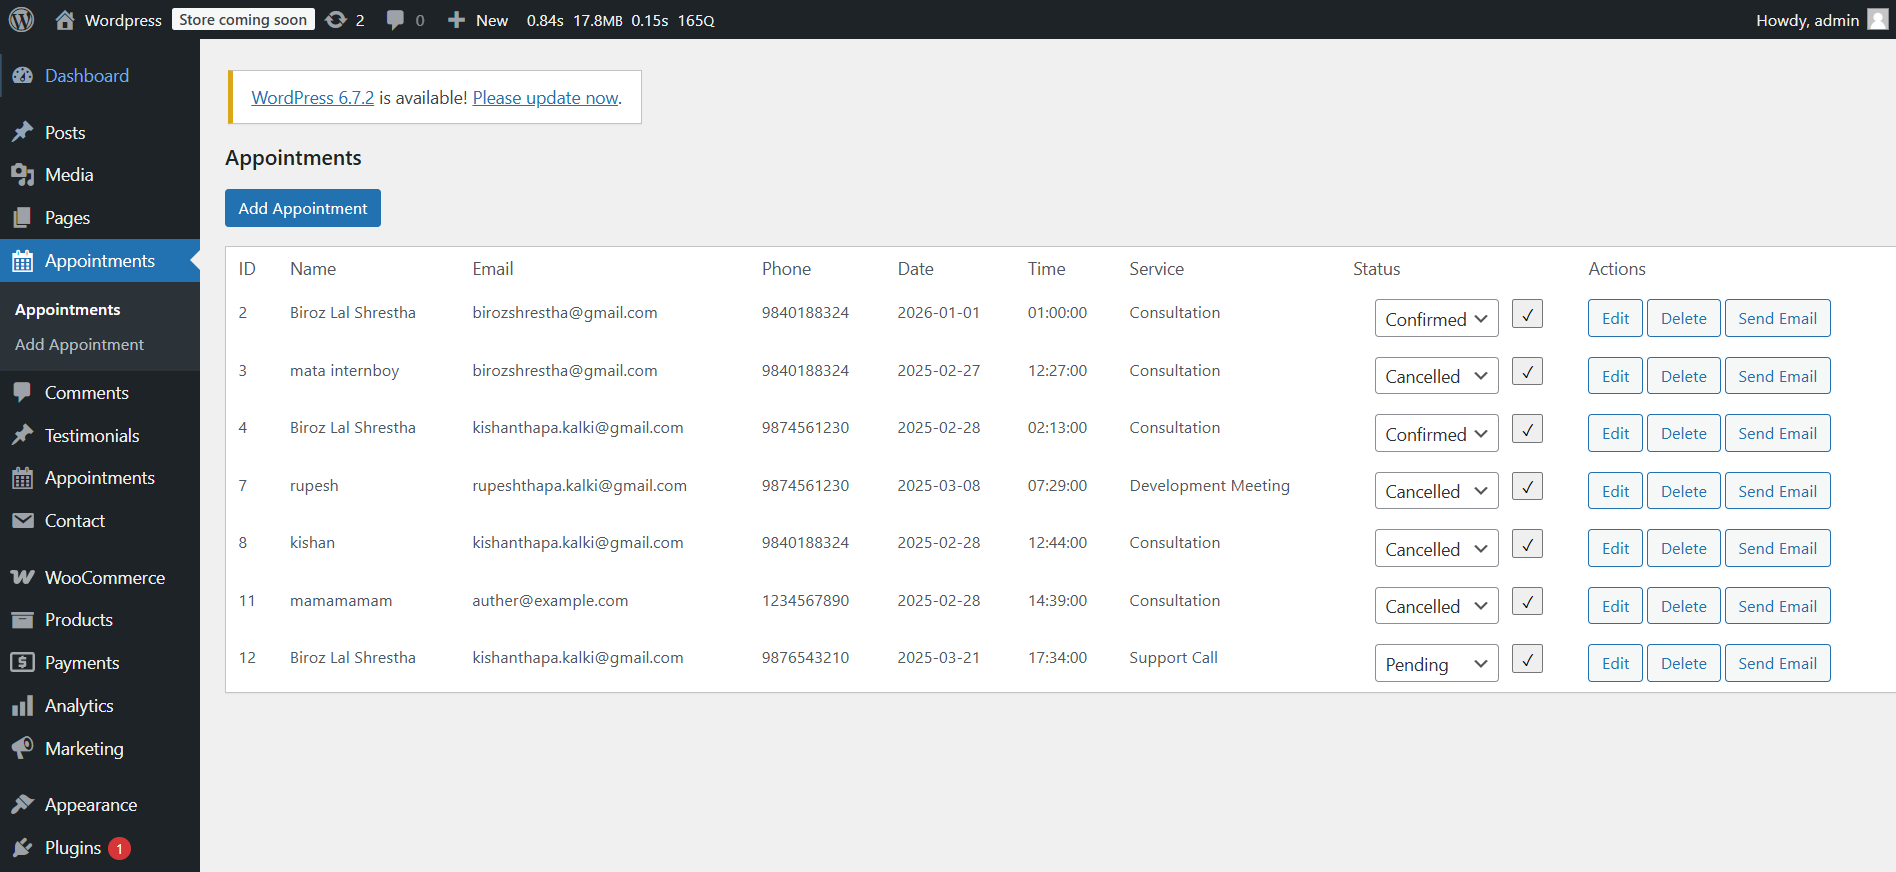 Wordpress Store coming soon 2 0 New 0.84s 17.8MB 0.15s 165Q Howdy, admin
Dashboard
Posts
Media
Pages
Appointments
Appointments
Add Appointment
Comments
Testimonials
Appointments
Contact
WooCommerce
Products
Payments
Analytics
Marketing
Appearance
Plugins 1
WordPress 6.7.2 is available! Please update now.
Appointments
Add Appointment
ID Name Email Phone Date Time Service Status Actions
2 Biroz Lal Shrestha birozshrestha@gmail.com 9840188324 2026-01-01 01:00:00 Consultation Confirmed ✓ Edit Delete Send Email
3 mata internboy birozshrestha@gmail.com 9840188324 2025-02-27 12:27:00 Consultation Cancelled ✓ Edit Delete Send Email
4 Biroz Lal Shrestha kishanthapa.kalki@gmail.com 9874561230 2025-02-28 02:13:00 Consultation Confirmed ✓ Edit Delete Send Email
7 rupesh rupeshthapa.kalki@gmail.com 9874561230 2025-03-08 07:29:00 Development Meeting Cancelled ✓ Edit Delete Send Email
8 kishan kishanthapa.kalki@gmail.com 9840188324 2025-02-28 12:44:00 Consultation Cancelled ✓ Edit Delete Send Email
11 mamamamam auther@example.com 1234567890 2025-02-28 14:39:00 Consultation Cancelled ✓ Edit Delete Send Email
12 Biroz Lal Shrestha kishanthapa.kalki@gmail.com 9876543210 2025-03-21 17:34:00 Support Call Pending ✓ Edit Delete Send Email